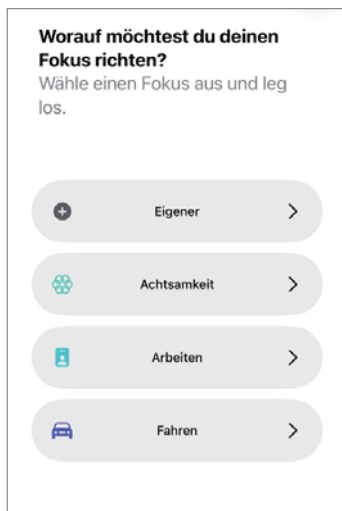 Worauf möchtest du deinen
Fokus richten?
Wähle einen Fokus aus und leg
los.
Eigener
Achtsamkeit
Arbeiten
Fahren